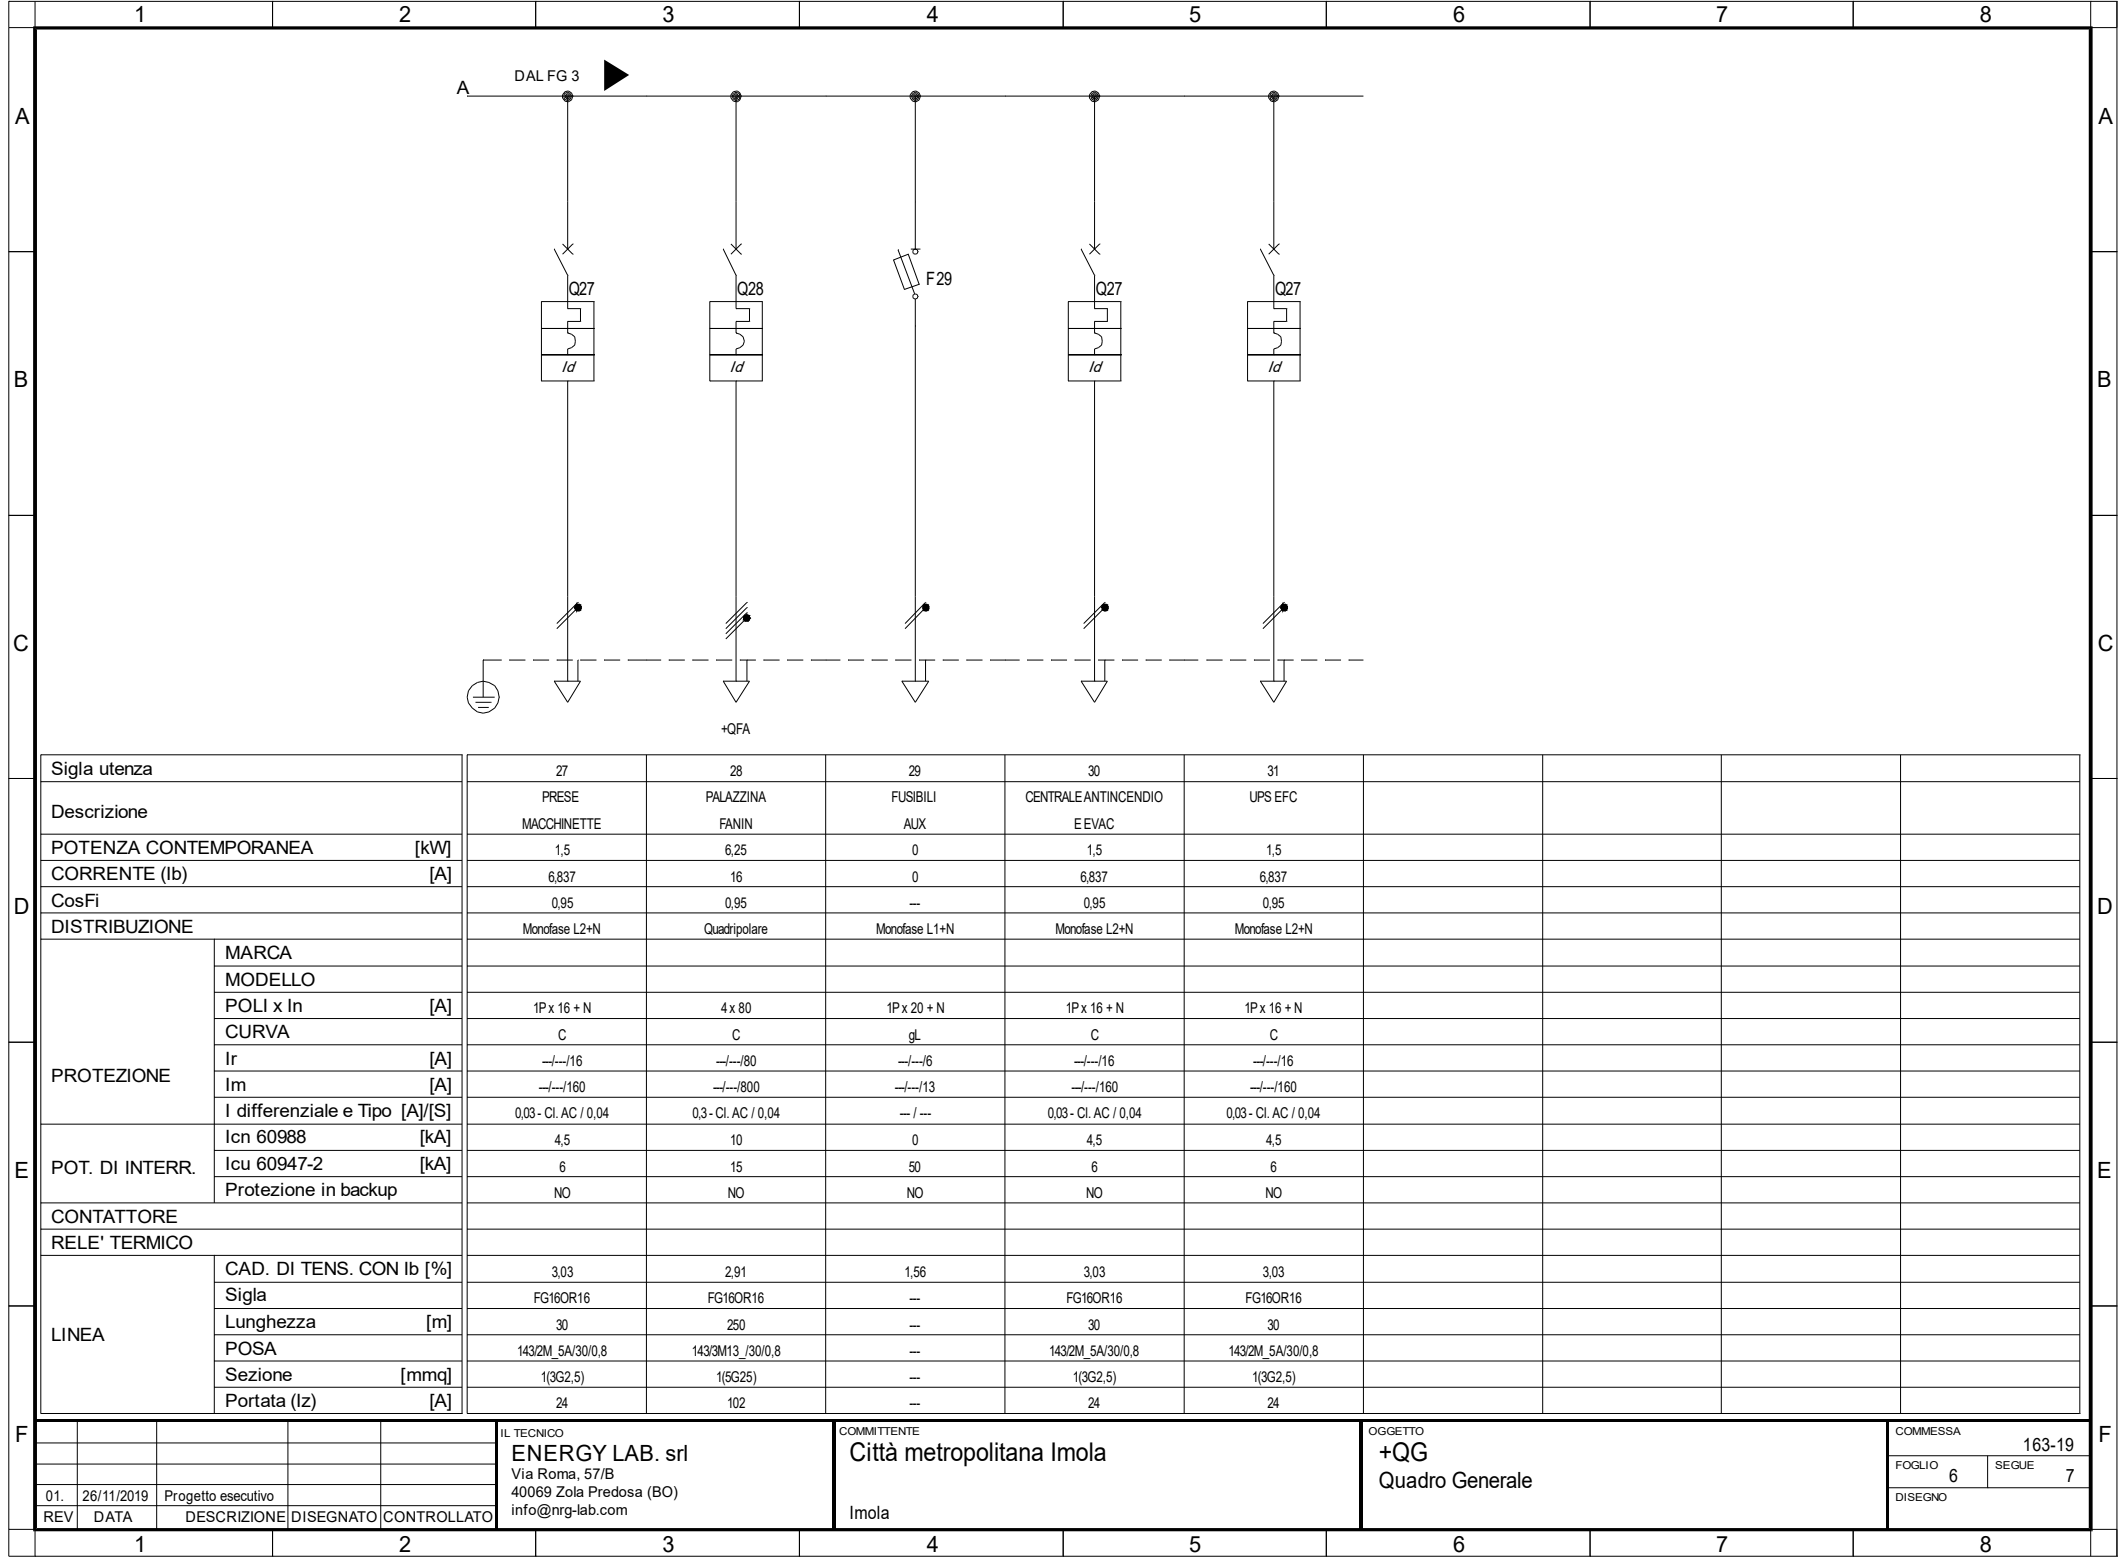 1 2 3 4 5 6 7 8
DAL FG 3
A
A A
Q27 Q28 F29 Q27 Q27
Id Id Id Id
B B
C C
+QFA
Sigla utenza 27 28 29 30 31
Descrizione PRESE PALAZZINA FUSIBILI CENTRALE ANTINCENDIO UPS EFC
MACCHINETTE FANIN AUX E EVAC
POTENZA CONTEMPORANEA [kW] 1,5 6,25 0 1,5 1,5
CORRENTE (Ib) [A] 6,837 16 0 6,837 6,837
D CosFi 0,95 0,95 --- 0,95 0,95 D
DISTRIBUZIONE Monofase L2+N Quadripolare Monofase L1+N Monofase L2+N Monofase L2+N
PROTEZIONE
MARCA
MODELLO
POLI x In [A] 1P x 16 + N 4 x 80 1P x 20 + N 1P x 16 + N 1P x 16 + N
CURVA C C gL C C
Ir [A] ---/---/16 ---/---/80 ---/---/6 ---/---/16 ---/---/16
Im [A] ---/---/160 ---/---/800 ---/---/13 ---/---/160 ---/---/160
I differenziale e Tipo [A]/[S] 0,03 - Cl. AC / 0,04 0,3 - Cl. AC / 0,04 --- / --- 0,03 - Cl. AC / 0,04 0,03 - Cl. AC / 0,04
E POT. DI INTERR. E
Icn 60988 [kA] 4,5 10 0 4,5 4,5
Icu 60947-2 [kA] 6 15 50 6 6
Protezione in backup NO NO NO NO NO
CONTATTORE
RELE' TERMICO
LINEA
CAD. DI TENS. CON Ib [%] 3,03 2,91 1,56 3,03 3,03
Sigla FG16OR16 FG16OR16 --- FG16OR16 FG16OR16
Lunghezza [m] 30 250 --- 30 30
POSA 143/2M_5A/30/0,8 143/3M13_/30/0,8 --- 143/2M_5A/30/0,8 143/2M_5A/30/0,8
Sezione [mmq] 1(3G2,5) 1(5G25) --- 1(3G2,5) 1(3G2,5)
Portata (Iz) [A] 24 102 --- 24 24
F F
01. 26/11/2019 Progetto esecutivo
REV DATA DESCRIZIONE DISEGNATO CONTROLLATO
IL TECNICO
ENERGY LAB. srl
Via Roma, 57/B
40069 Zola Predosa (BO)
info@nrg-lab.com
COMMITTENTE
Città metropolitana Imola
Imola
OGGETTO
+QG
Quadro Generale
COMMESSA
163-19
FOGLIO 6 SEGUE 7
DISEGNO
1 2 3 4 5 6 7 8